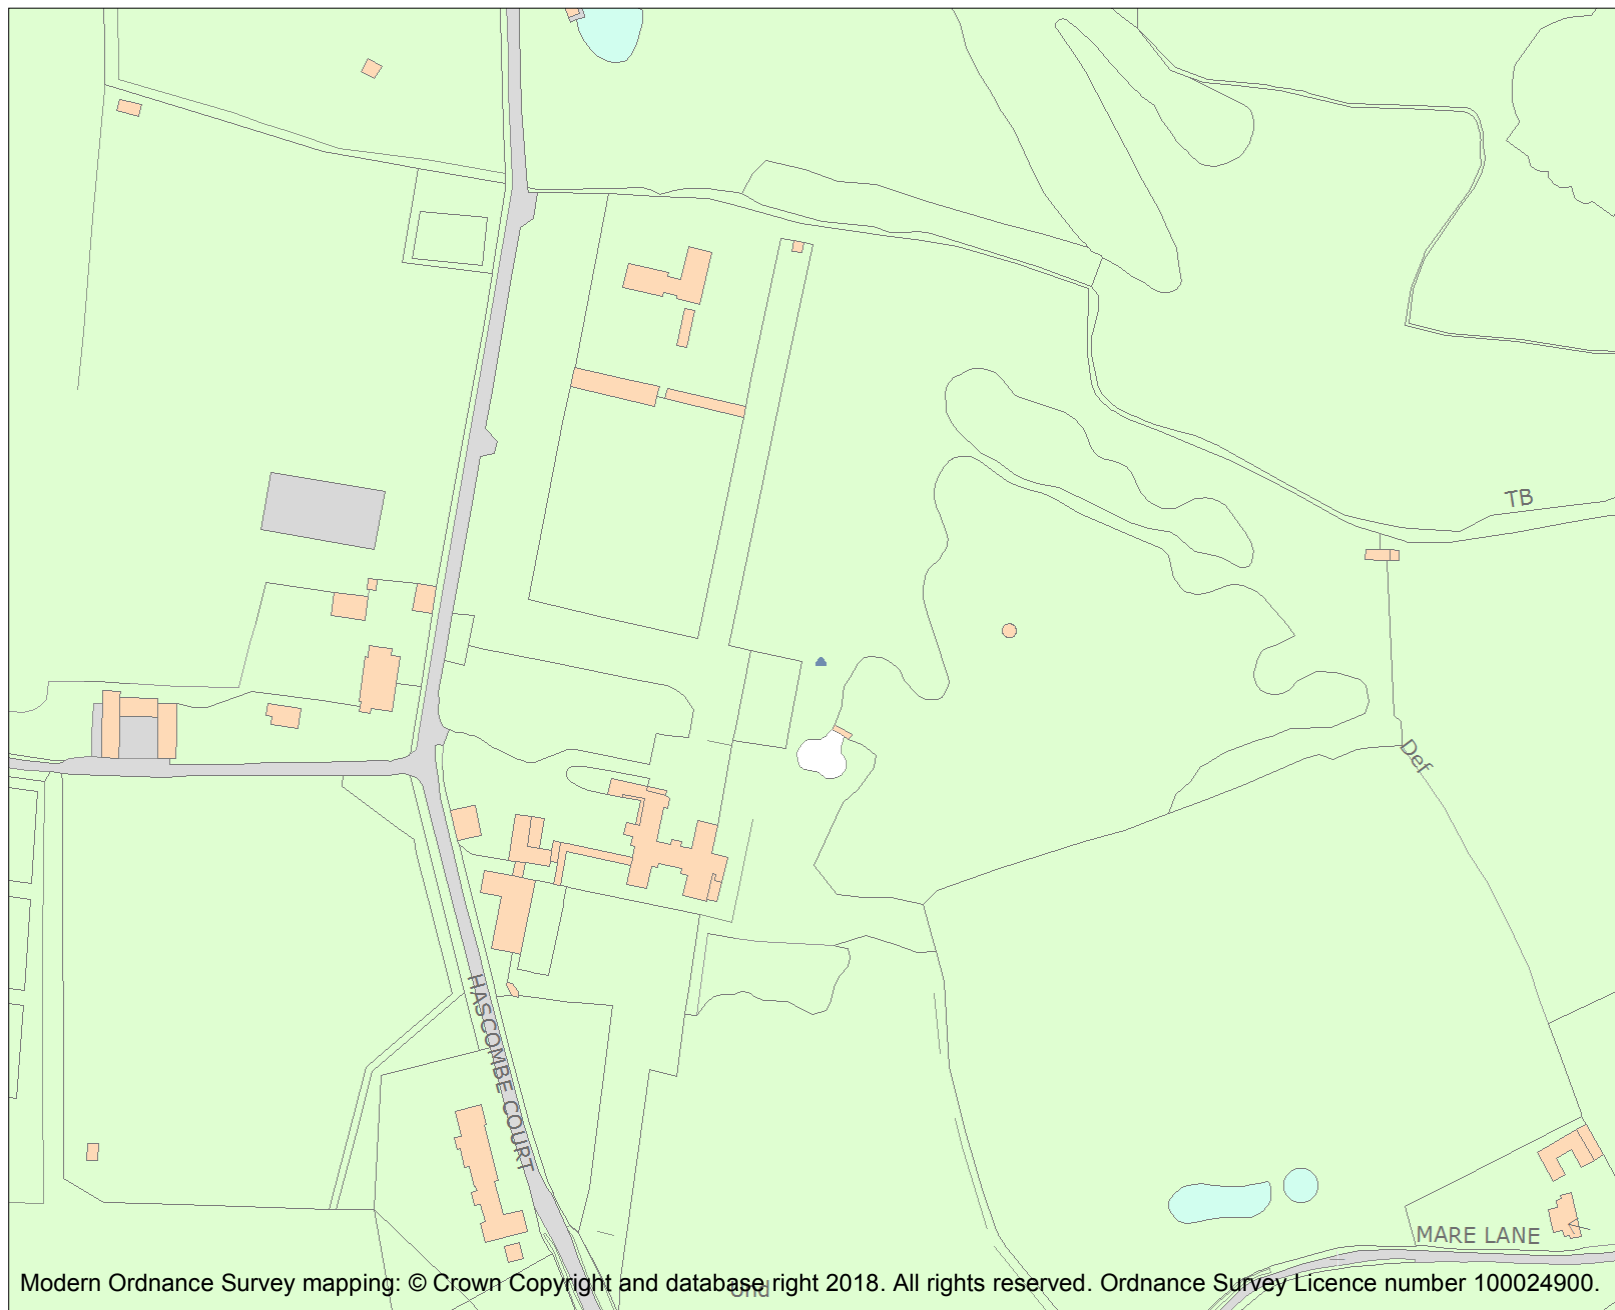 TB
Def
HASCOMBE COURT
MARE LANE
Und
Modern Ordnance Survey mapping: © Crown Copyright and database right 2018. All rights reserved. Ordnance Survey Licence number 100024900.